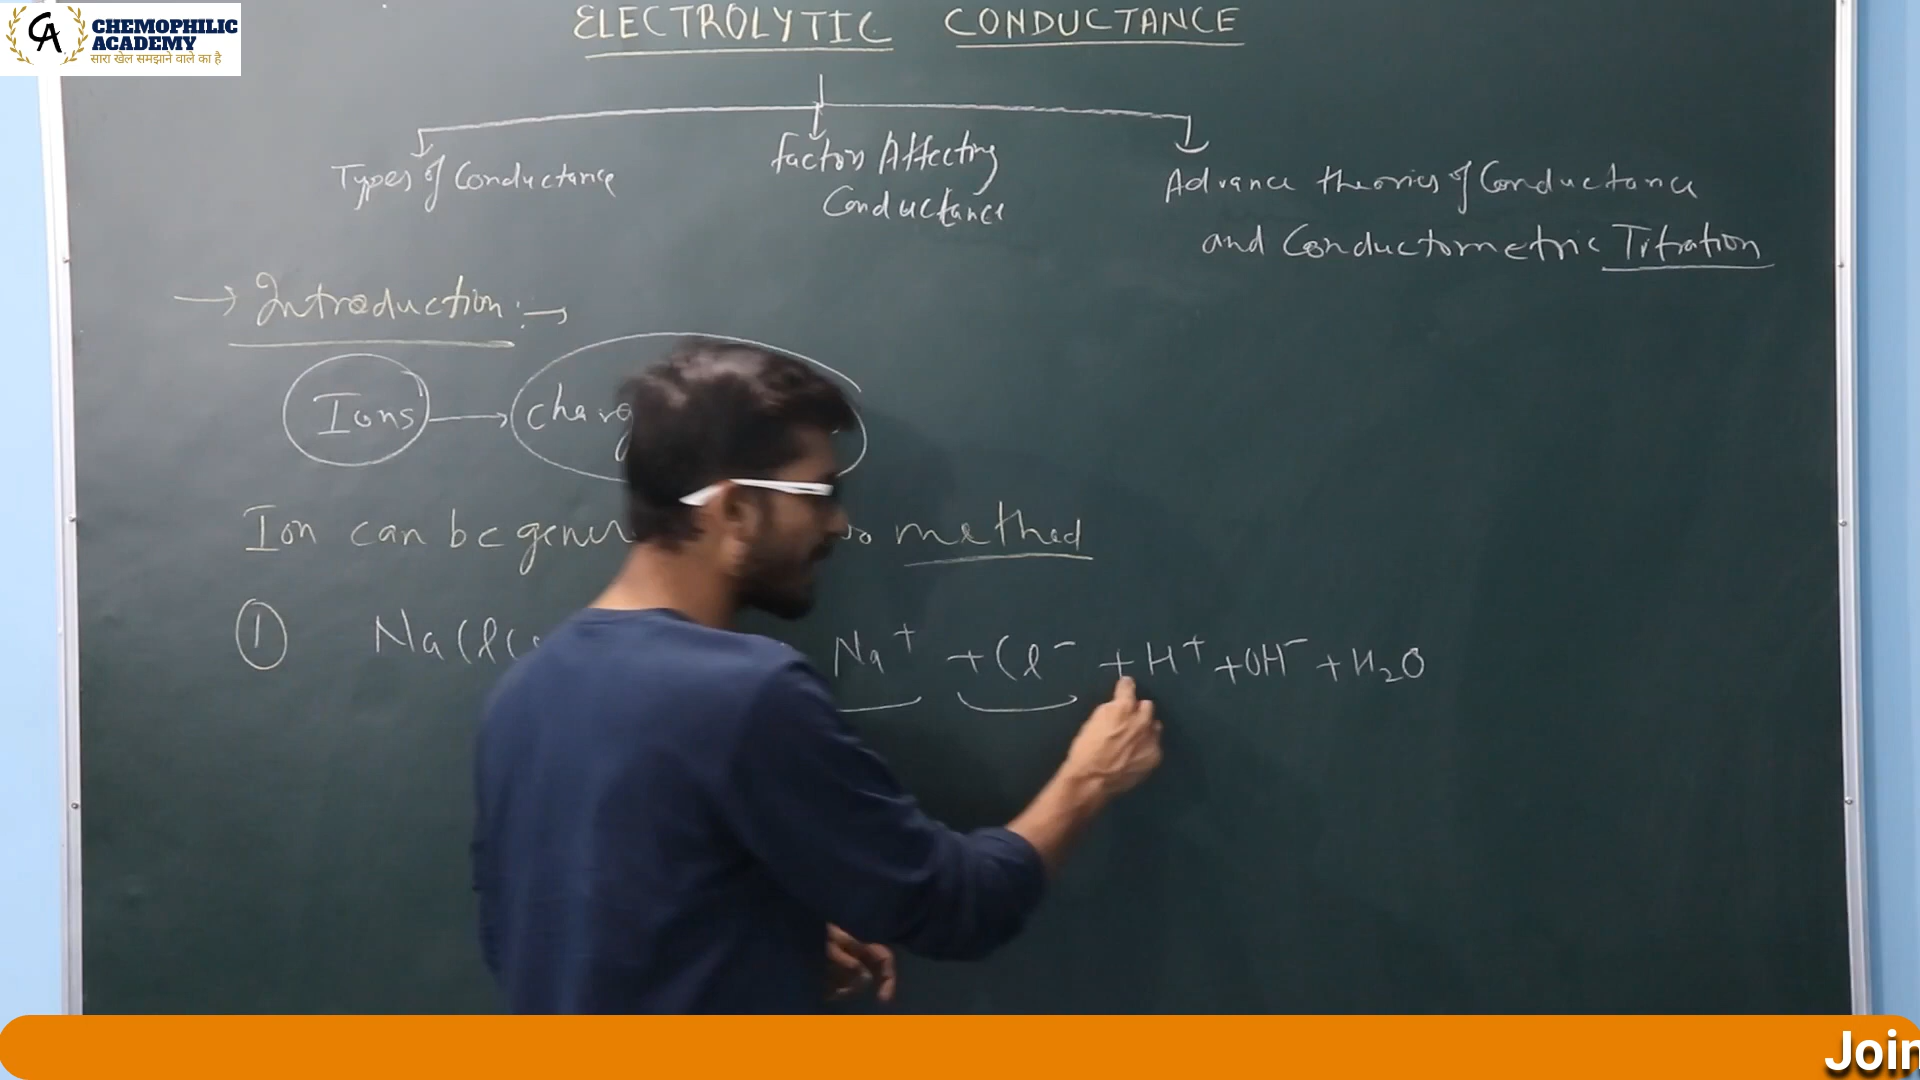 CA
CHEMOPHILIC
ACADEMY
सारा खेल समझाने वाले का है
ELECTROLYTIC CONDUCTANCE
Types of Conductance
Factors Affecting
Conductance
Advance theories of Conductance
and Conductometric Titration
→ Introduction :→
Ions → charg
Ion can be gener method
① NaCl( Na⁺ + Cl⁻ + H⁺ + OH⁻ + H₂O
Join